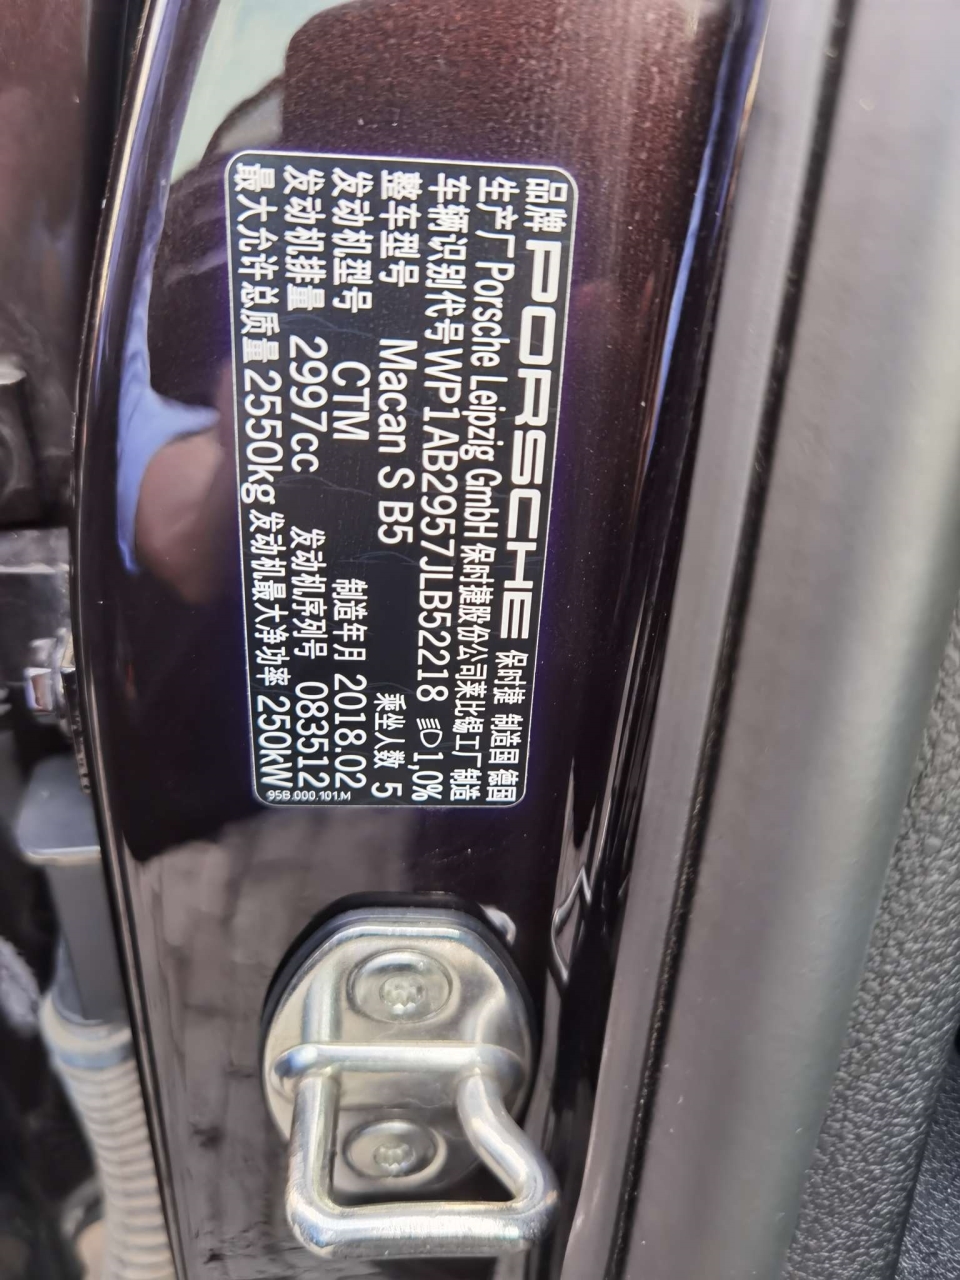 品牌 PORSCHE 保时捷 制造国 德国
生产厂 Porsche Leipzig GmbH 保时捷股份公司莱比锡工厂 制造
车辆识别代号 WP1AB2957JLB52218 1,0%
整车型号 Macan S B5 乘坐人数 5
发动机型号 CTM 制造年月 2018.02
发动机排量 2997cc 发动机序列号 083512
最大允许总质量 2550kg 发动机最大净功率 250kW
95B.000.101.M